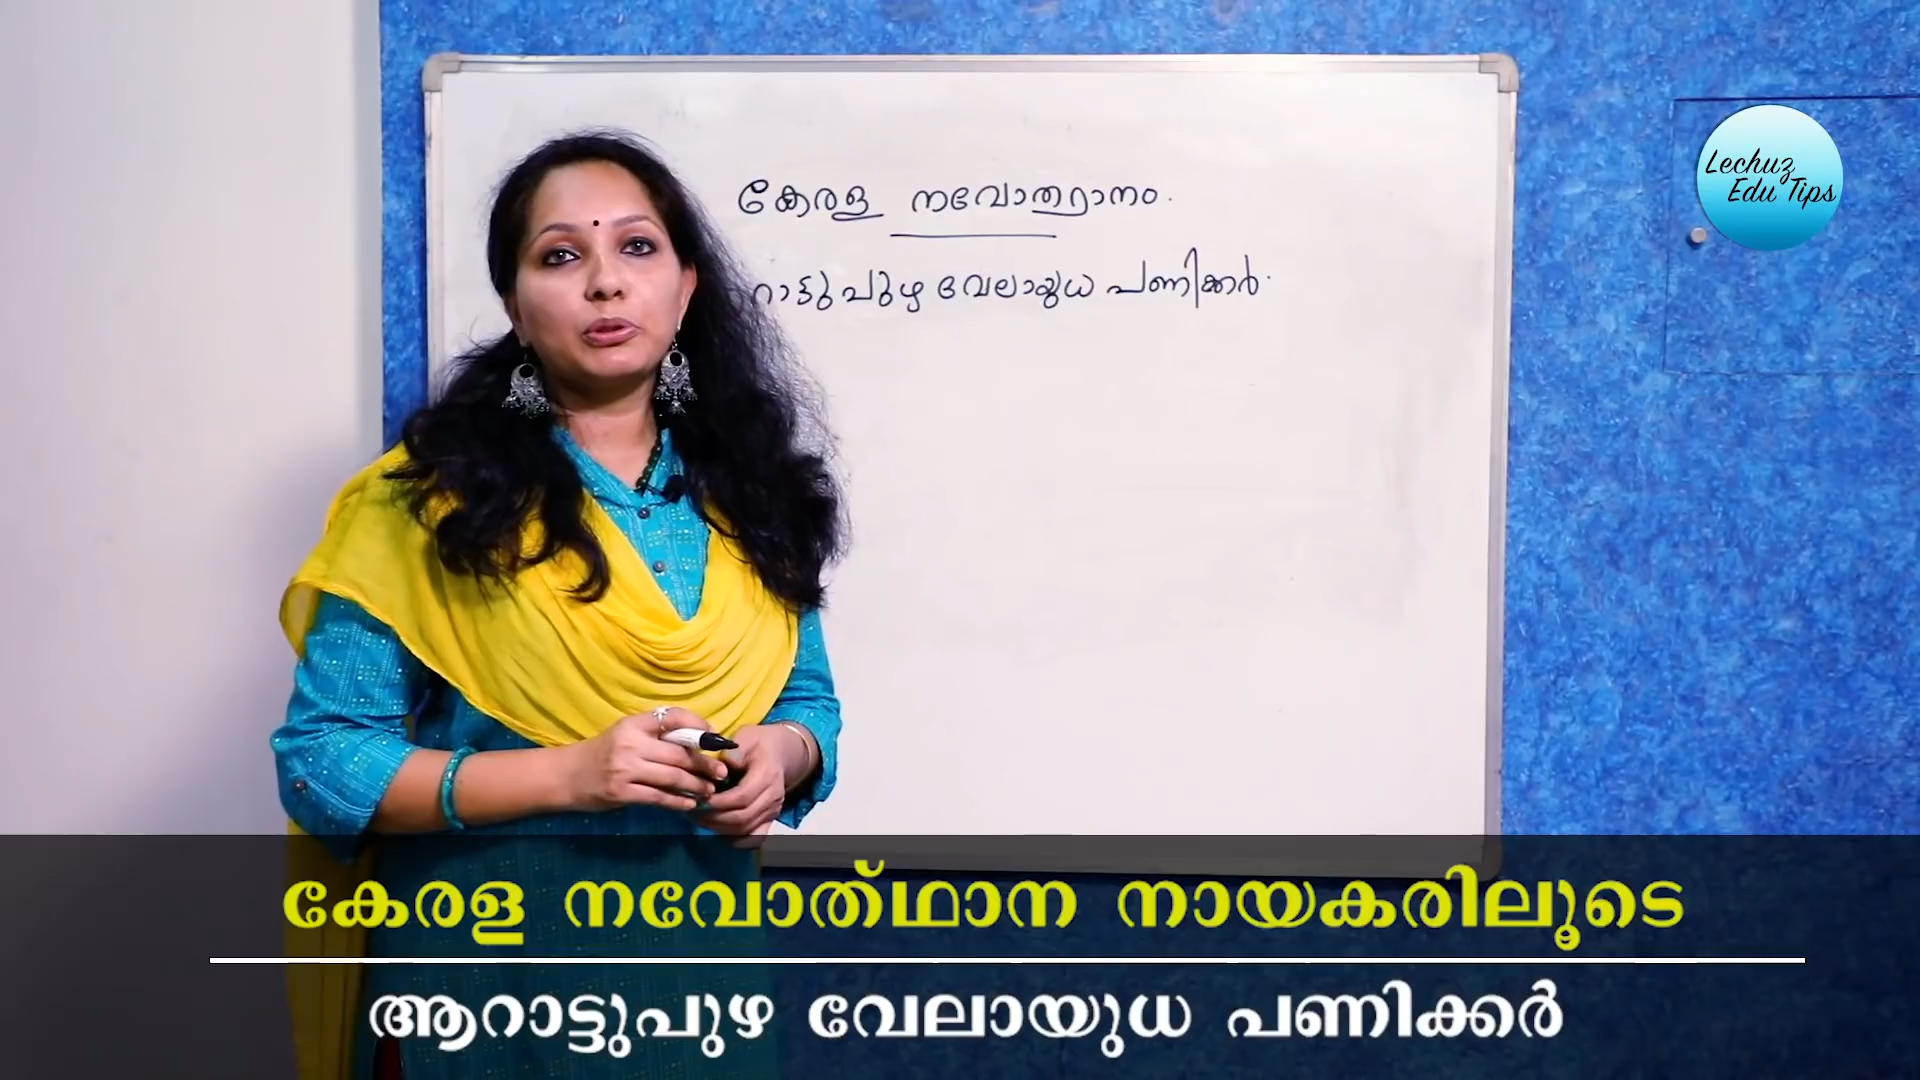 കേരള നവോത്ഥാനം.
റാട്ടുപുഴ വേലായുധ പണിക്കർ.
Lechuz
Edu Tips
കേരള നവോത്ഥാന നായകരിലൂടെ
ആറാട്ടുപുഴ വേലായുധ പണിക്കർ